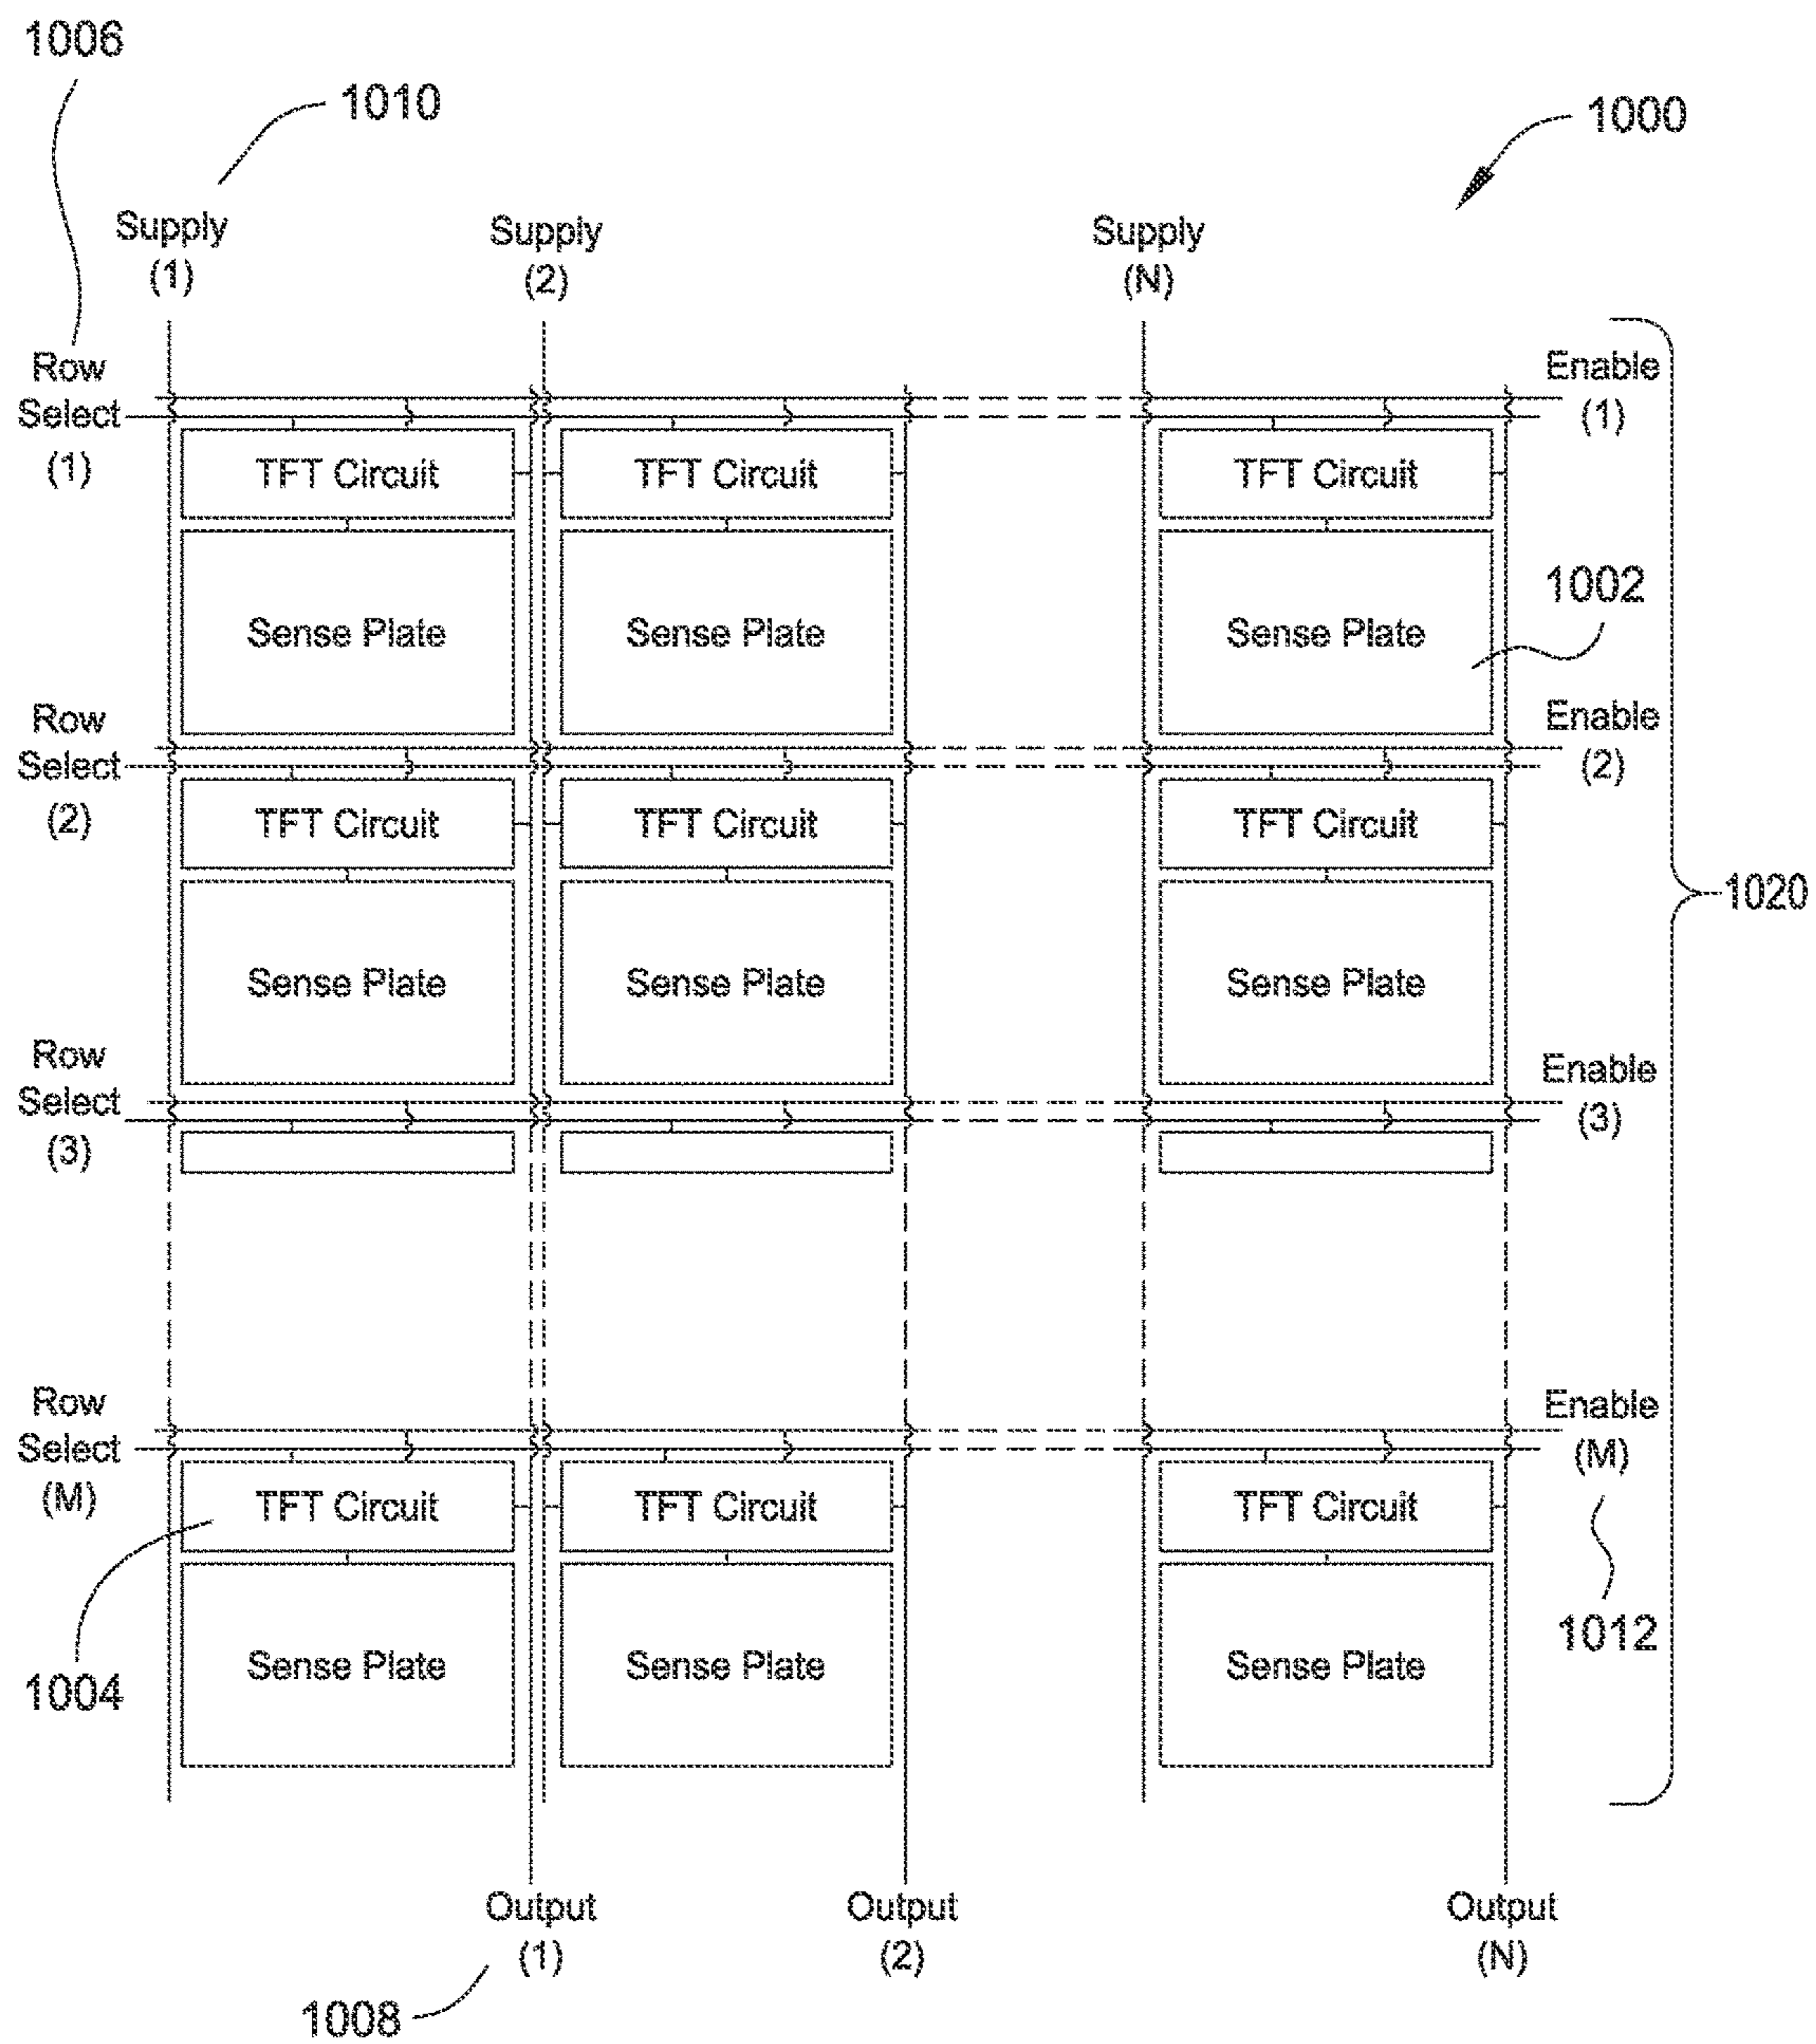 1006
1010
1000
Supply
(1)
Supply
(2)
Supply
(N)
Row
Select
(1)
Enable
(1)
TFT Circuit
TFT Circuit
TFT Circuit
1002
Sense Plate
Sense Plate
Sense Plate
Row
Select
(2)
Enable
(2)
TFT Circuit
TFT Circuit
TFT Circuit
1020
Sense Plate
Sense Plate
Sense Plate
Row
Select
(3)
Enable
(3)
Row
Select
(M)
Enable
(M)
TFT Circuit
TFT Circuit
TFT Circuit
1012
Sense Plate
Sense Plate
Sense Plate
1004
Output
(1)
Output
(2)
Output
(N)
1008